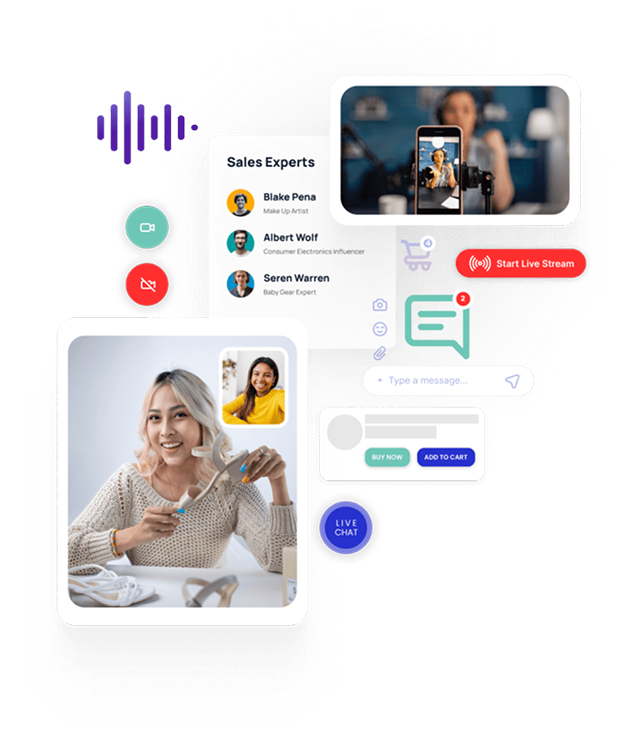 Sales Experts
Blake Pena
Make Up Artist
Albert Wolf
Consumer Electronics Influencer
Seren Warren
Baby Gear Expert
4
Start Live Stream
2
Type a message...
BUY NOW
ADD TO CART
LIVE
CHAT